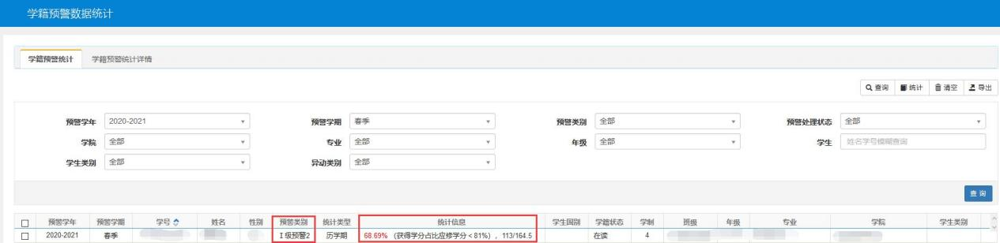 学籍预警数据统计
学籍预警统计 学籍预警统计详情
查询 统计 清空 导出
预警学年 2020-2021 预警学期 春季 预警类别 全部 预警处理状态 全部
学院 全部 专业 全部 年级 全部 学生 姓名学号模糊查询
学生类别 全部 异动类别 全部
查询
预警学年 预警学期 学号 姓名 性别 预警类别 统计类型 统计信息 学生国别 学籍状态 学制 班级 年级 专业 学院 学生类别
2020-2021 春季 I级预警2 历学期 68.69% (获得学分占比应修学分<81%), 113/164.5 在读 4